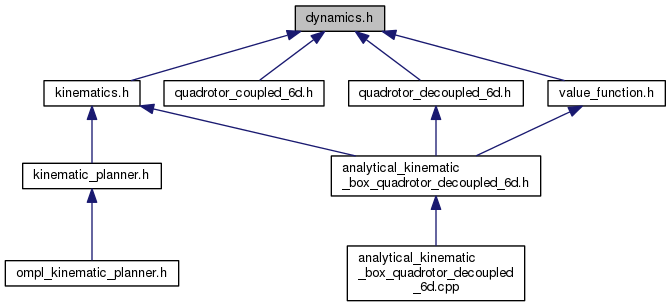 dynamics.h
kinematics.h
quadrotor_coupled_6d.h
quadrotor_decoupled_6d.h
value_function.h
kinematic_planner.h
analytical_kinematic
_box_quadrotor_decoupled_6d.h
ompl_kinematic_planner.h
analytical_kinematic
_box_quadrotor_decoupled
_6d.cpp